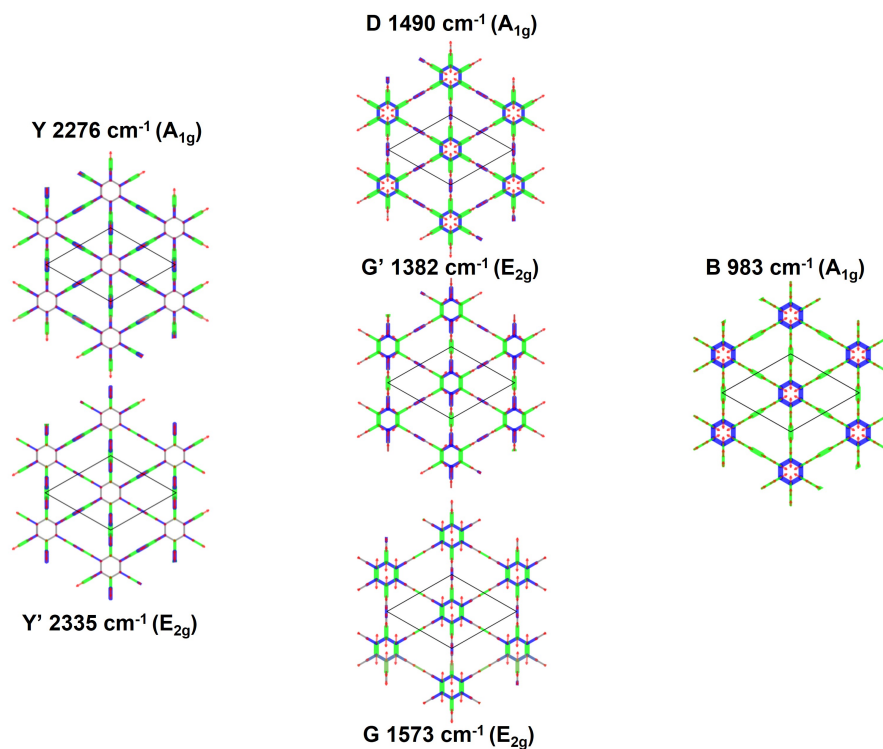 D 1490 cm⁻¹ (A₁g)
Y 2276 cm⁻¹ (A₁g)
G’ 1382 cm⁻¹ (E₂g)
B 983 cm⁻¹ (A₁g)
Y’ 2335 cm⁻¹ (E₂g)
G 1573 cm⁻¹ (E₂g)